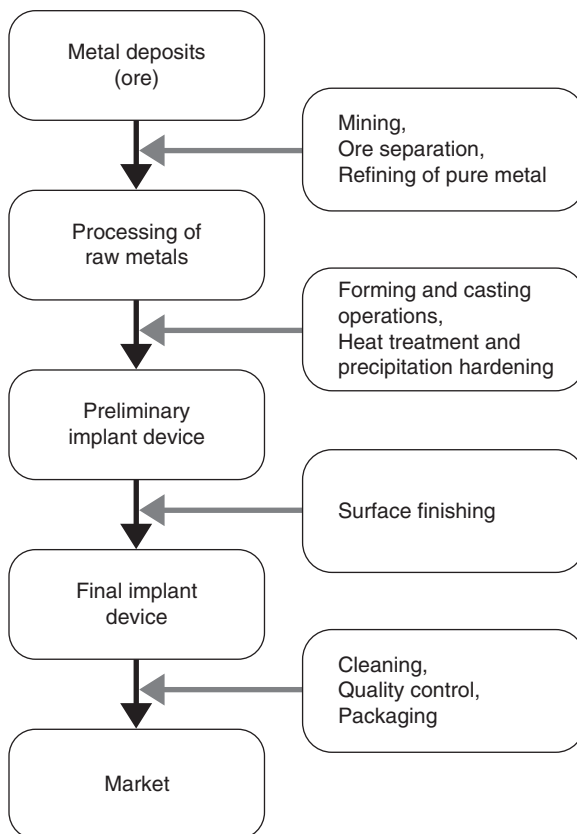 Metal deposits
(ore)
Mining,
Ore separation,
Refining of pure metal
Processing of
raw metals
Forming and casting
operations,
Heat treatment and
precipitation hardening
Preliminary
implant device
Surface finishing
Final implant
device
Cleaning,
Quality control,
Packaging
Market